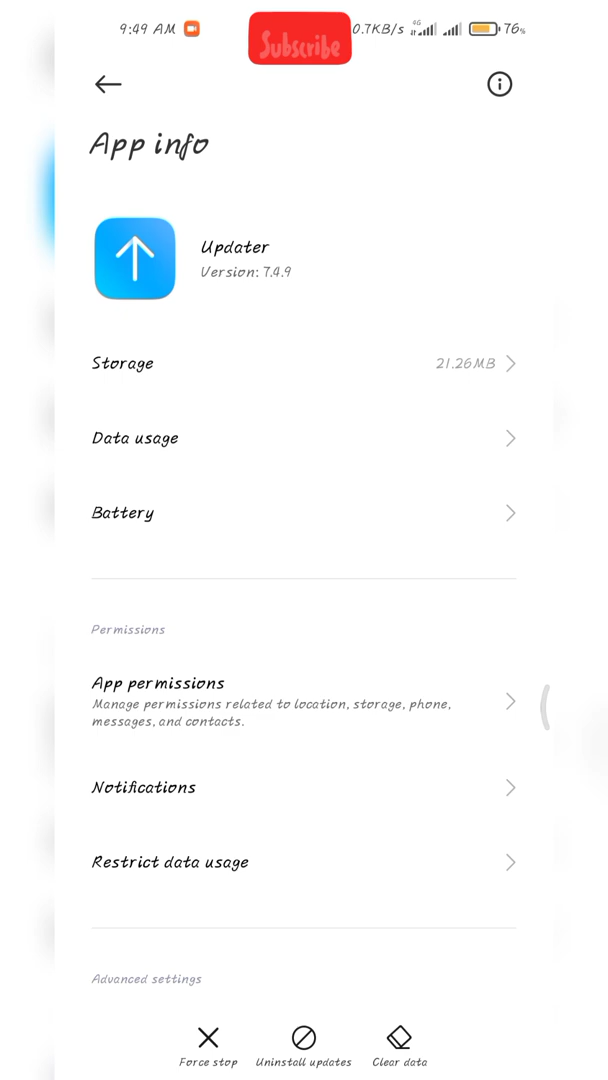 9:49 AM
Subscribe
0.7KB/s 4G 76%
App info
Updater
Version: 7.4.9
Storage 21.26MB
Data usage
Battery
Permissions
App permissions
Manage permissions related to location, storage, phone,
messages, and contacts.
Notifications
Restrict data usage
Advanced settings
Force stop Uninstall updates Clear data